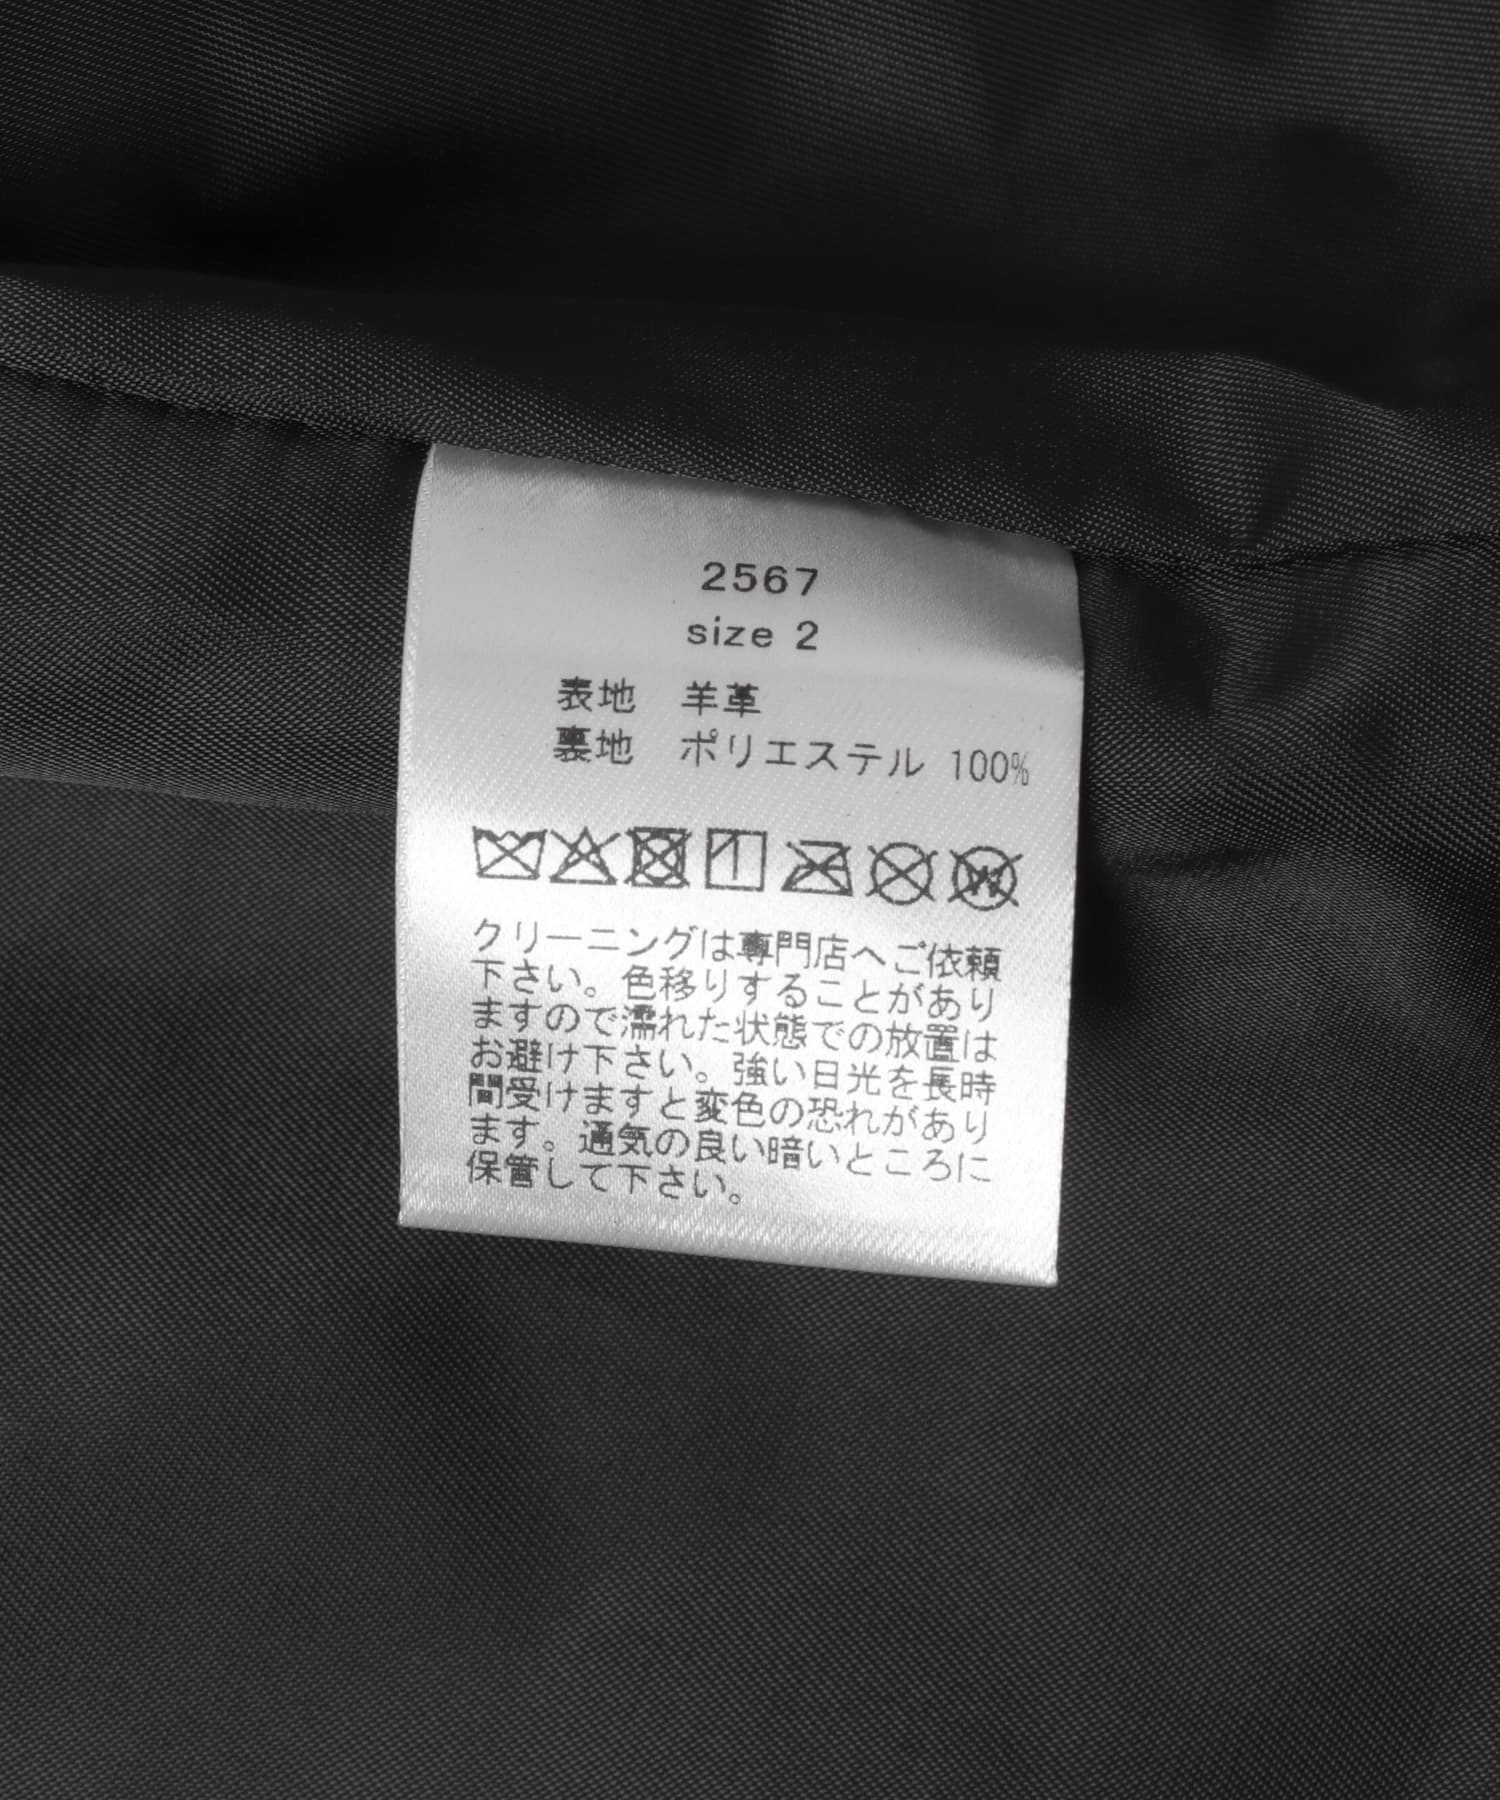 2567
size 2
表地 羊革
裏地 ポリエステル 100%
W
クリーニングは専門店へご依頼
下さい。色移りすることがあり
ますので濡れた状態での放置は
お避け下さい。強い日光を長時
間受けますと変色の恐れがあり
ます。通気の良い暗いところに
保管して下さい。